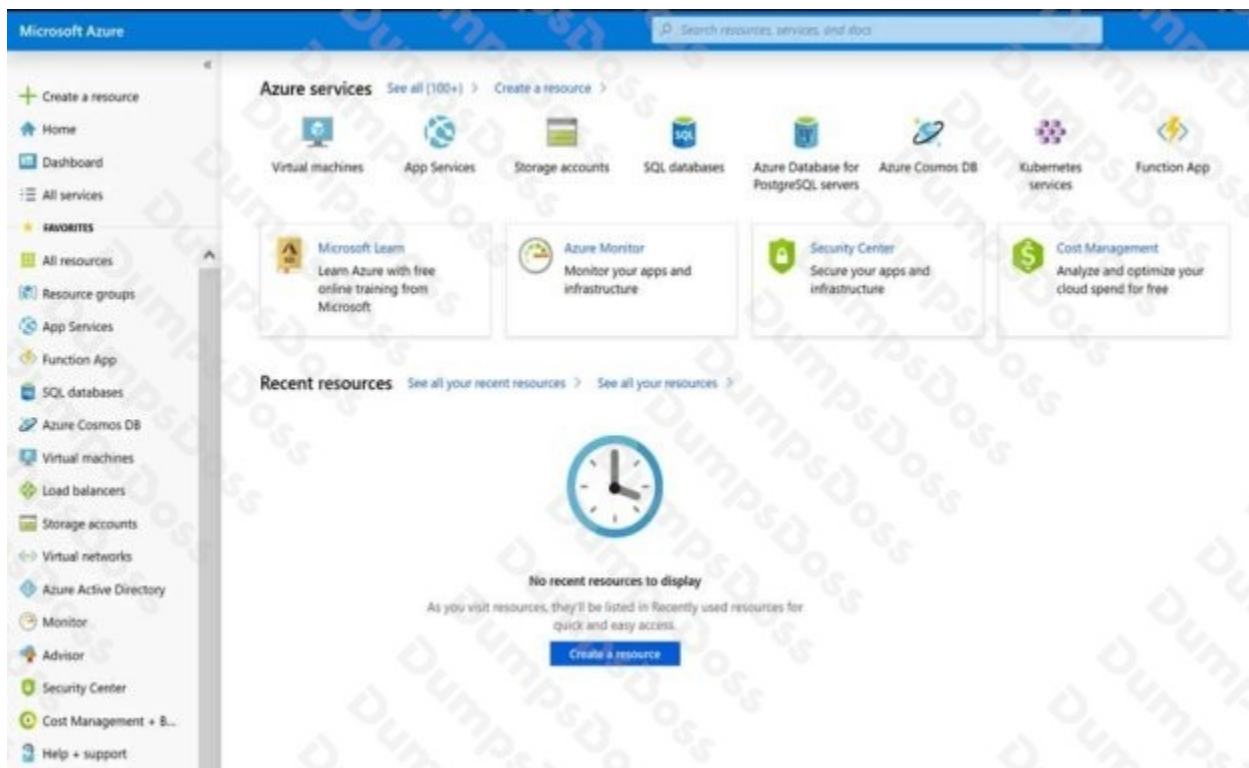 Microsoft Azure
Search resources, services, and docs
Create a resource
Home
Dashboard
All services
FAVORITES
All resources
Resource groups
App Services
Function App
SQL databases
Azure Cosmos DB
Virtual machines
Load balancers
Storage accounts
Virtual networks
Azure Active Directory
Monitor
Advisor
Security Center
Cost Management + B...
Help + support
Azure services See all (100+) > Create a resource >
Virtual machines
App Services
Storage accounts
SQL databases
Azure Database for
PostgreSQL servers
Azure Cosmos DB
Kubernetes
services
Function App
Microsoft Learn
Learn Azure with free
online training from
Microsoft
Azure Monitor
Monitor your apps and
infrastructure
Security Center
Secure your apps and
infrastructure
Cost Management
Analyze and optimize your
cloud spend for free
Recent resources See all your recent resources > See all your resources >
No recent resources to display
As you visit resources, they'll be listed in Recently used resources for
quick and easy access.
Create a resource
DumpsDoss